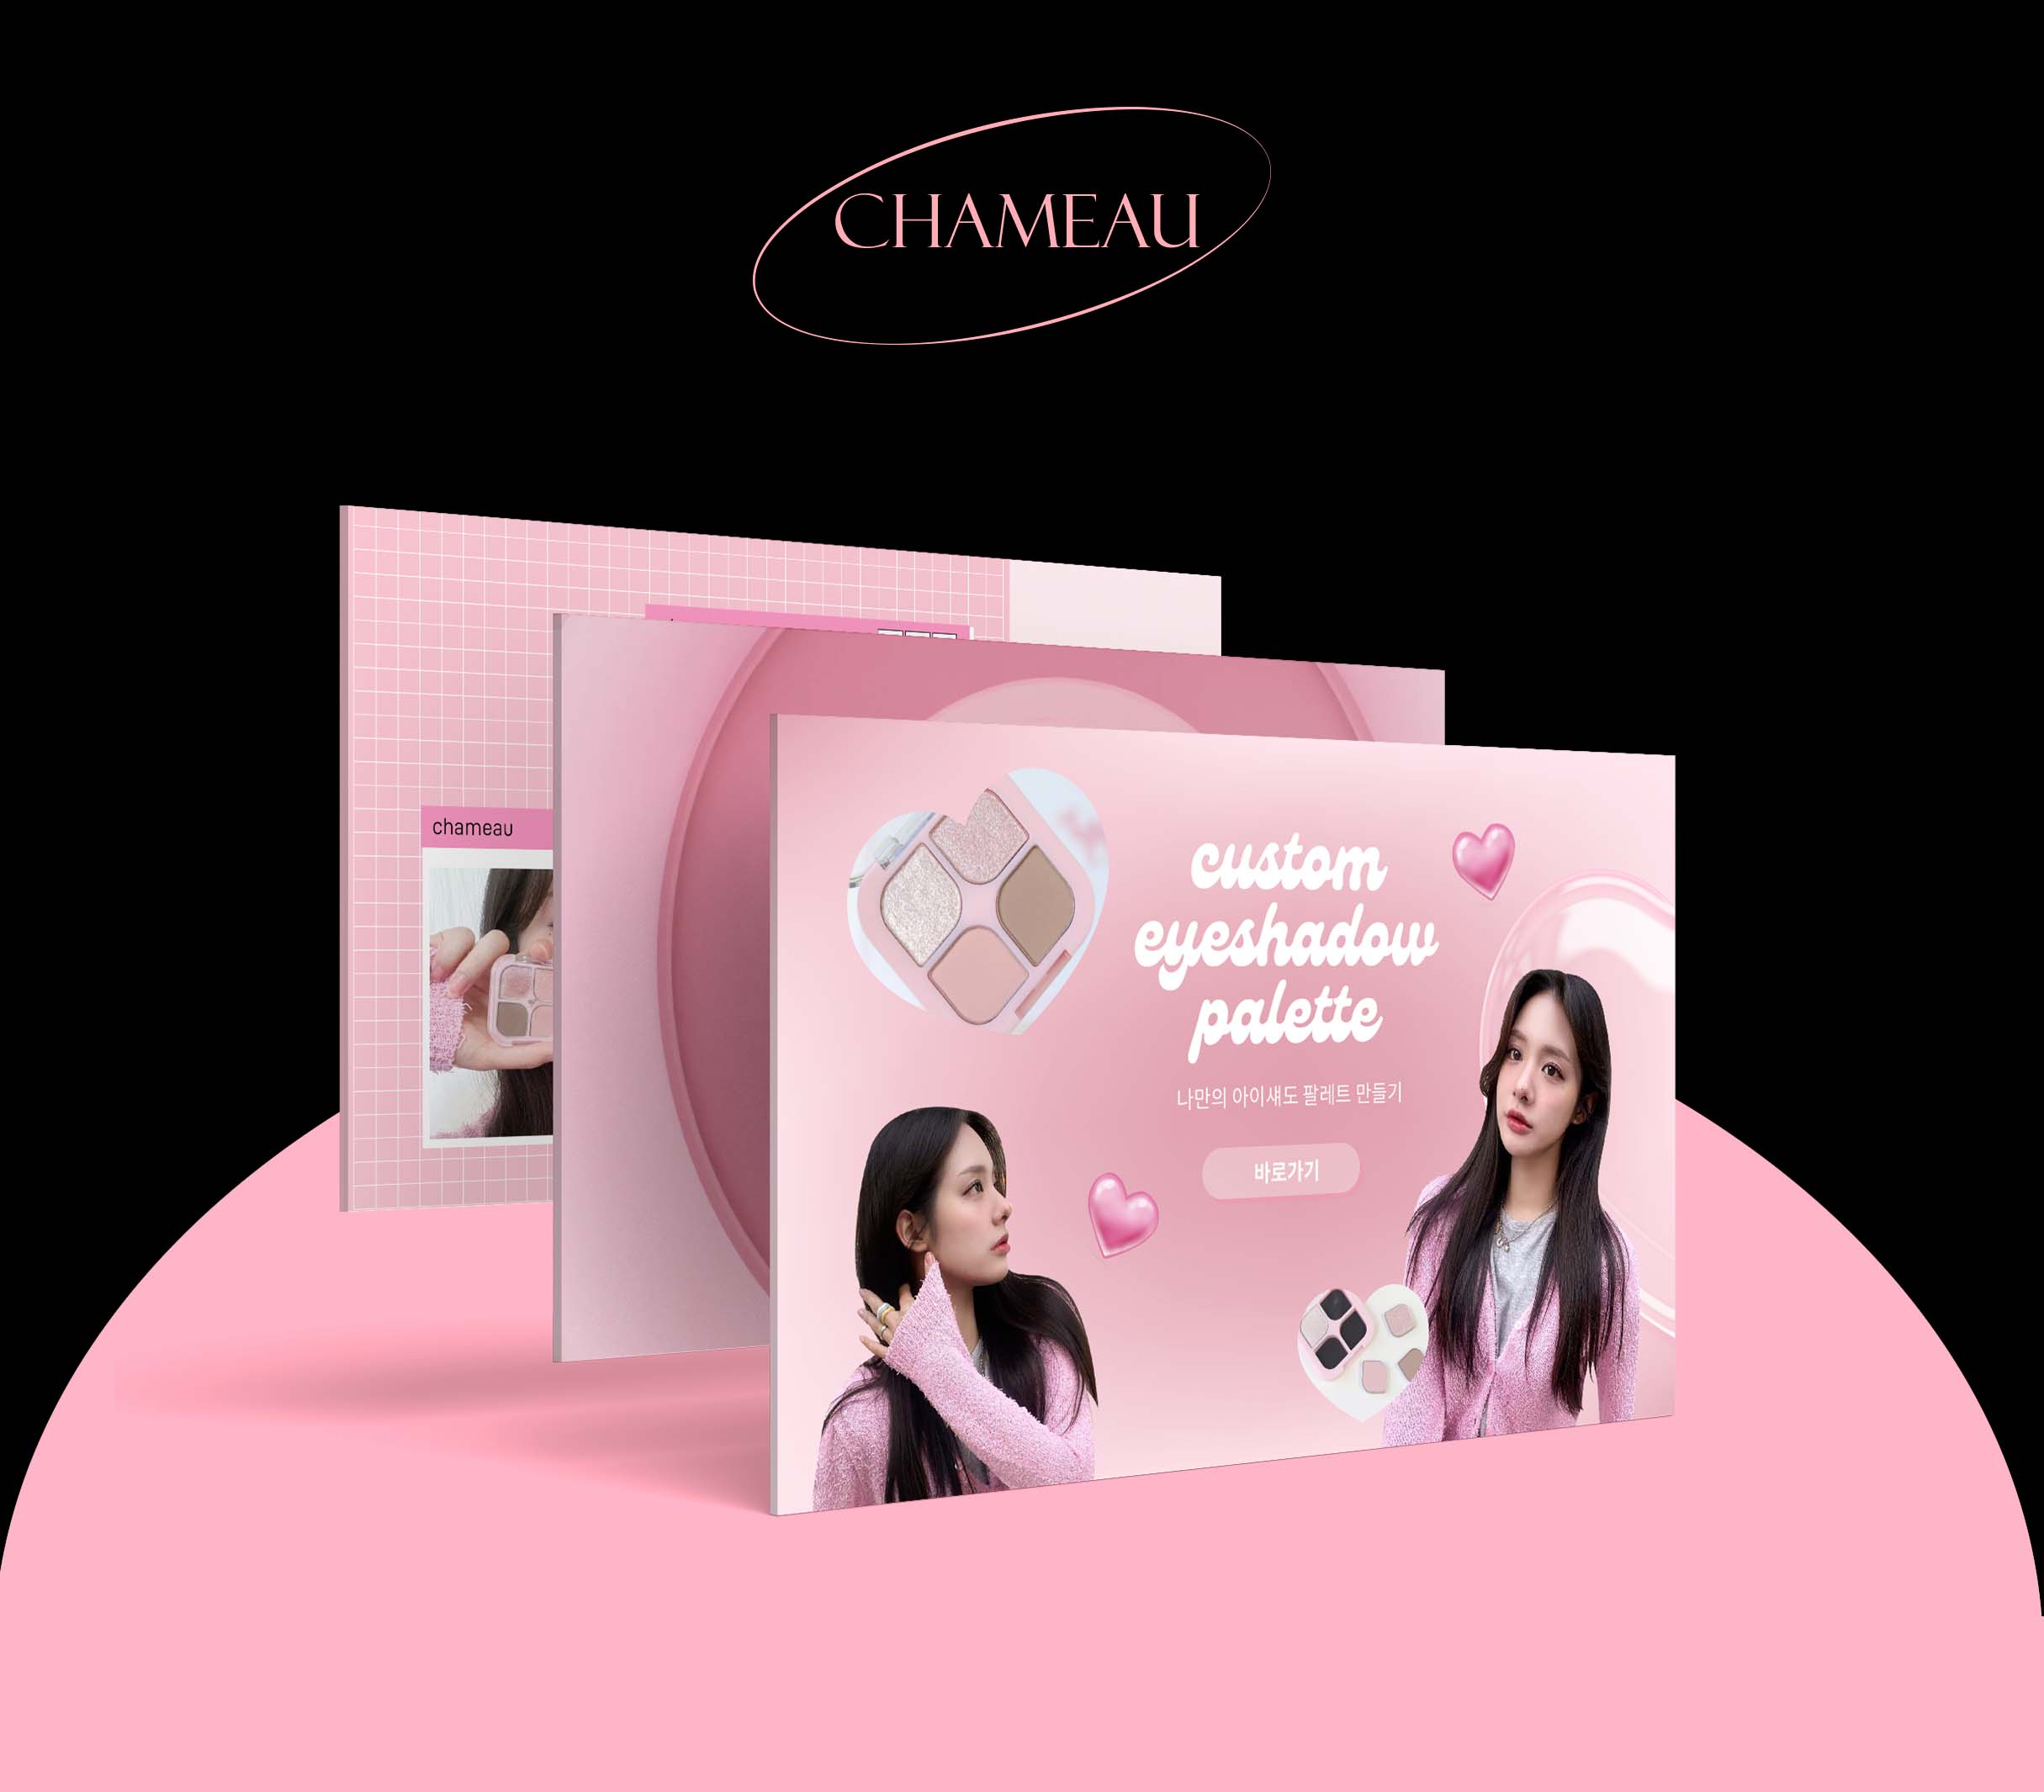 CHAMEAU
chameau
custom
eyeshadow
palette
나만의 아이섀도 팔레트 만들기
바로가기